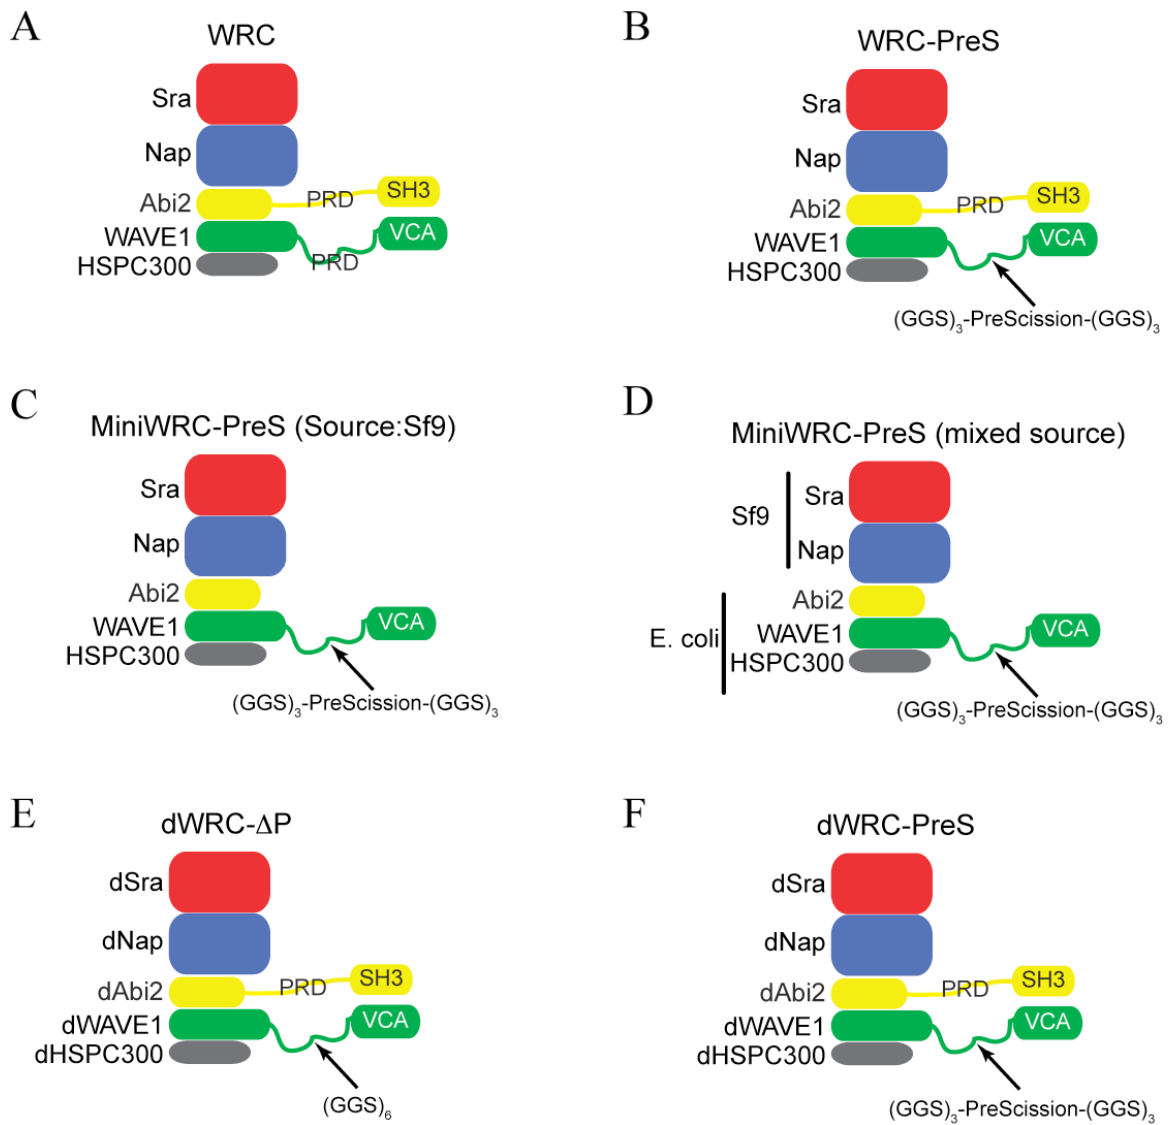 A
WRC
Sra
Nap
Abi2
PRD
SH3
WAVE1
VCA
PRD
HSPC300
B
WRC-PreS
Sra
Nap
Abi2
PRD
SH3
WAVE1
VCA
HSPC300
(GGS)3-PreScission-(GGS)3
C
MiniWRC-PreS (Source:Sf9)
Sra
Nap
Abi2
WAVE1
VCA
HSPC300
(GGS)3-PreScission-(GGS)3
D
MiniWRC-PreS (mixed source)
Sf9
Sra
Nap
Abi2
E. coli
WAVE1
VCA
HSPC300
(GGS)3-PreScission-(GGS)3
E
dWRC-ΔP
dSra
dNap
dAbi2
PRD
SH3
dWAVE1
VCA
dHSPC300
(GGS)6
F
dWRC-PreS
dSra
dNap
dAbi2
PRD
SH3
dWAVE1
VCA
dHSPC300
(GGS)3-PreScission-(GGS)3